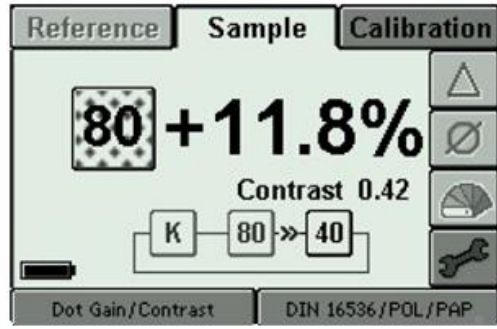 Reference Sample Calibration
80 +11.8%
Contrast 0.42
K 80 » 40
Dot Gain/Contrast DIN 16536/POL/PAP